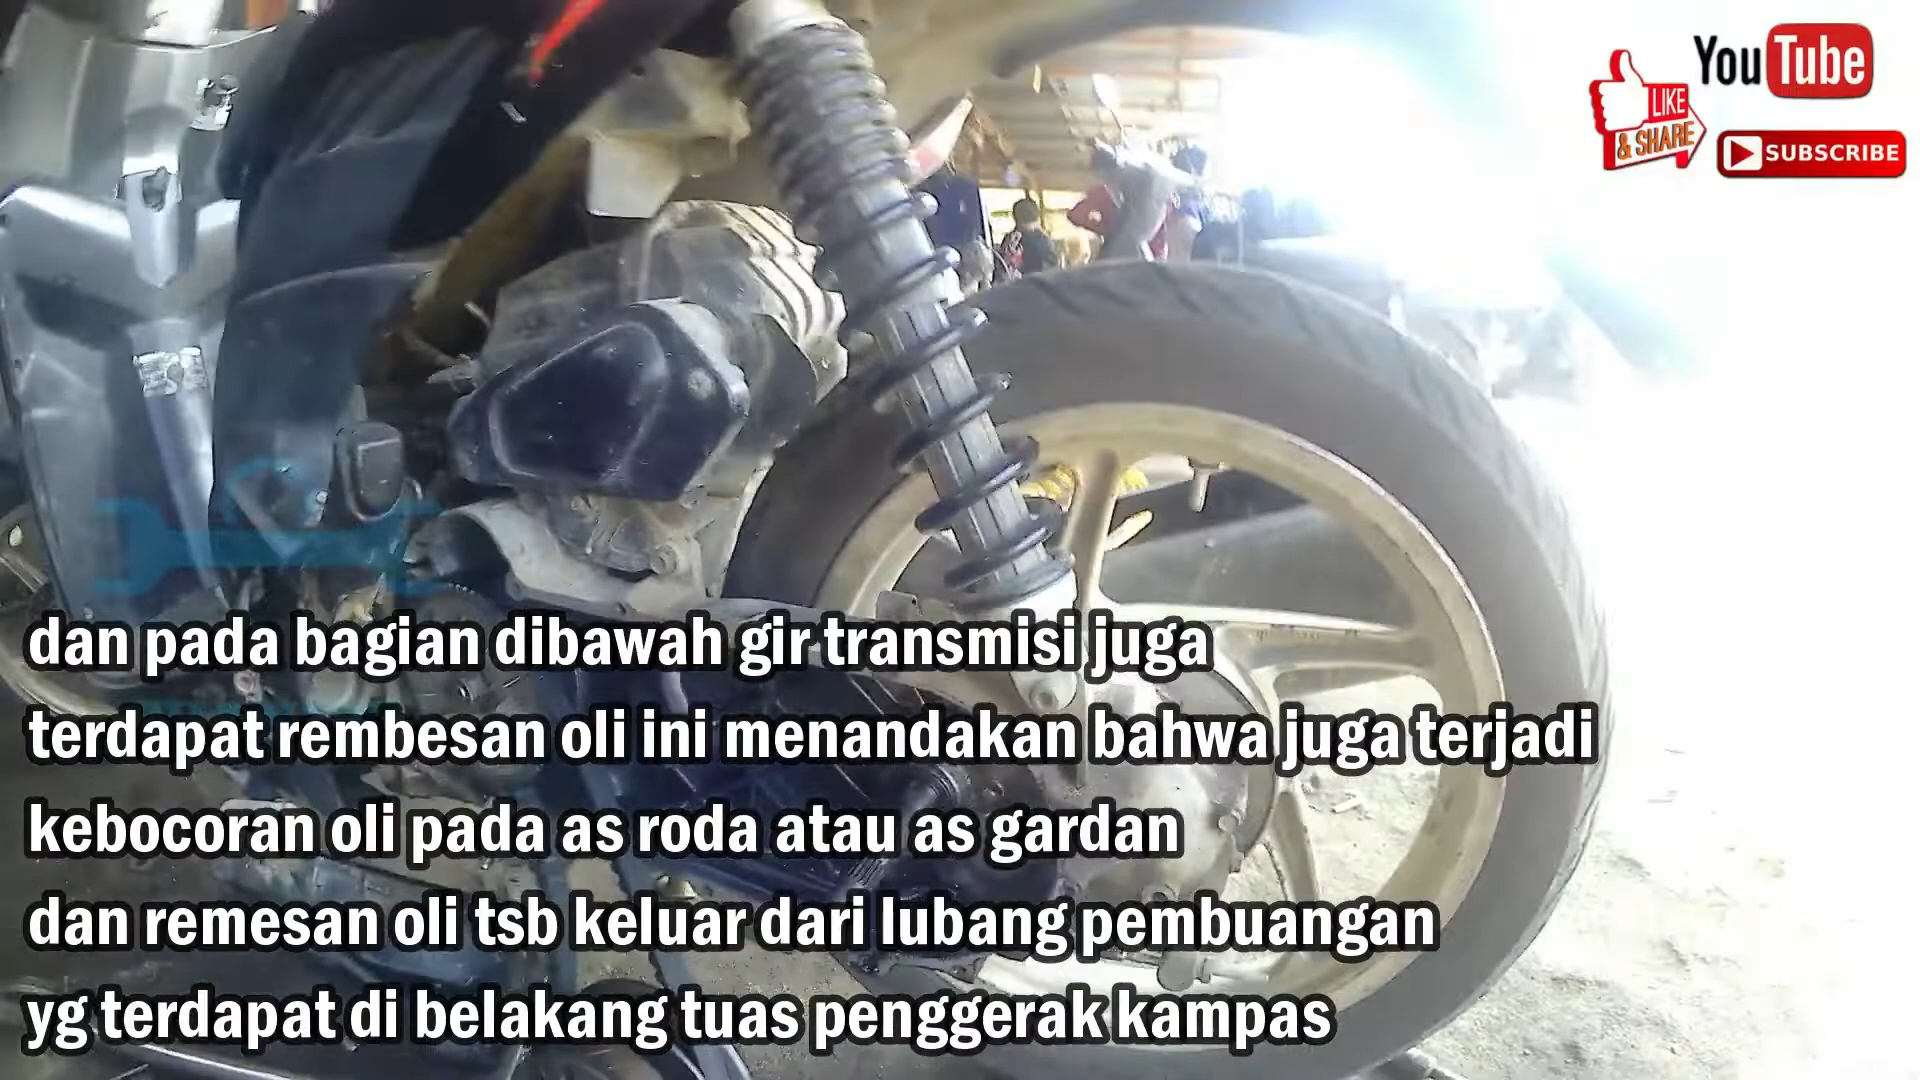 YouTube
LIKE
& SHARE
SUBSCRIBE
dan pada bagian dibawah gir transmisi juga
terdapat rembesan oli ini menandakan bahwa juga terjadi
kebocoran oli pada as roda atau as gardan
dan remesan oli tsb keluar dari lubang pembuangan
yg terdapat di belakang tuas penggerak kampas